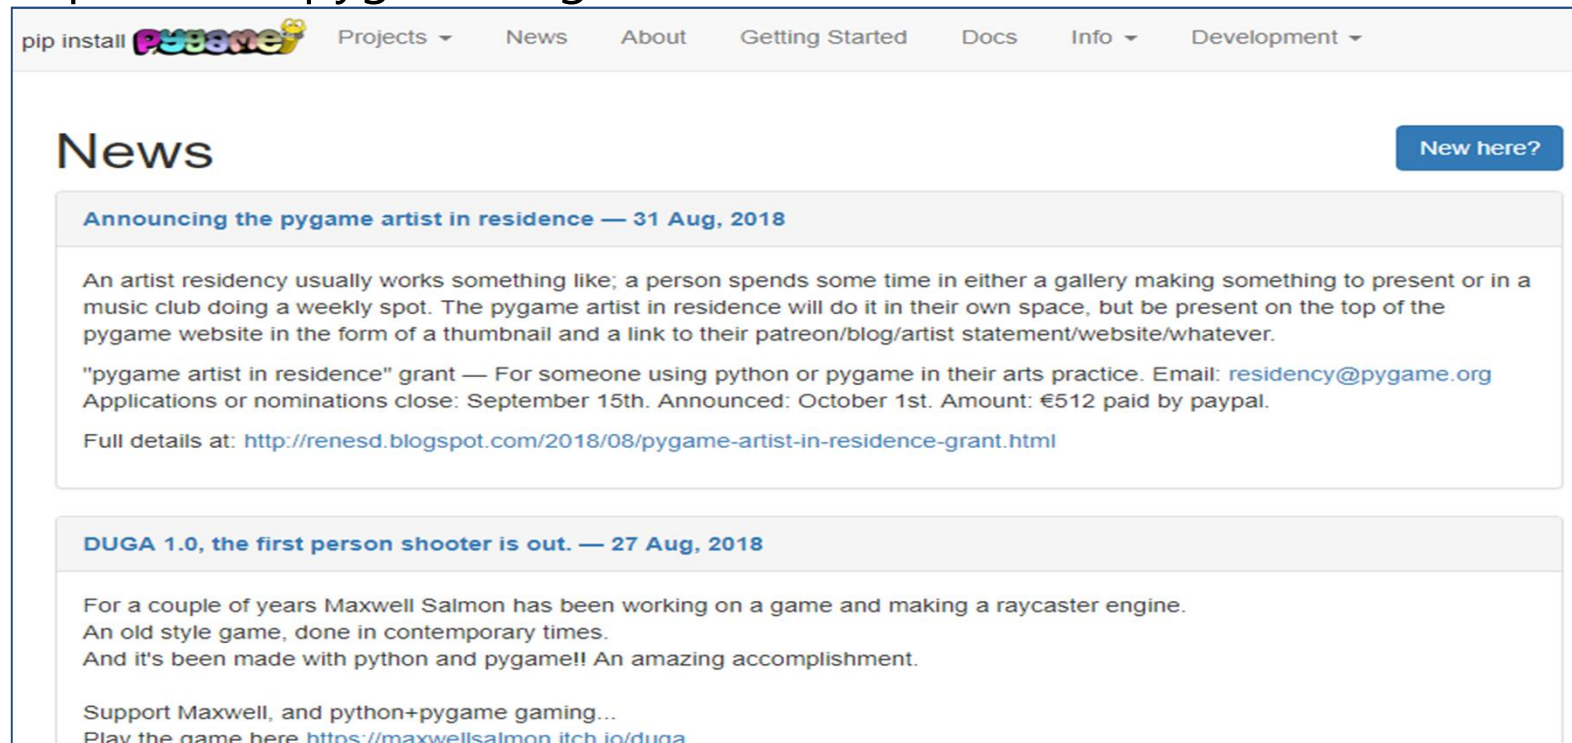 pip install pygame Projects News About Getting Started Docs Info Development
News
New here?
Announcing the pygame artist in residence — 31 Aug, 2018
An artist residency usually works something like; a person spends some time in either a gallery making something to present or in a
music club doing a weekly spot. The pygame artist in residence will do it in their own space, but be present on the top of the
pygame website in the form of a thumbnail and a link to their patreon/blog/artist statement/website/whatever.
"pygame artist in residence" grant — For someone using python or pygame in their arts practice. Email: residency@pygame.org
Applications or nominations close: September 15th. Announced: October 1st. Amount: €512 paid by paypal.
Full details at: http://renesd.blogspot.com/2018/08/pygame-artist-in-residence-grant.html
DUGA 1.0, the first person shooter is out. — 27 Aug, 2018
For a couple of years Maxwell Salmon has been working on a game and making a raycaster engine.
An old style game, done in contemporary times.
And it's been made with python and pygame!! An amazing accomplishment.
Support Maxwell, and python+pygame gaming...
Play the game here https://maxwellsalmon.itch.io/duga